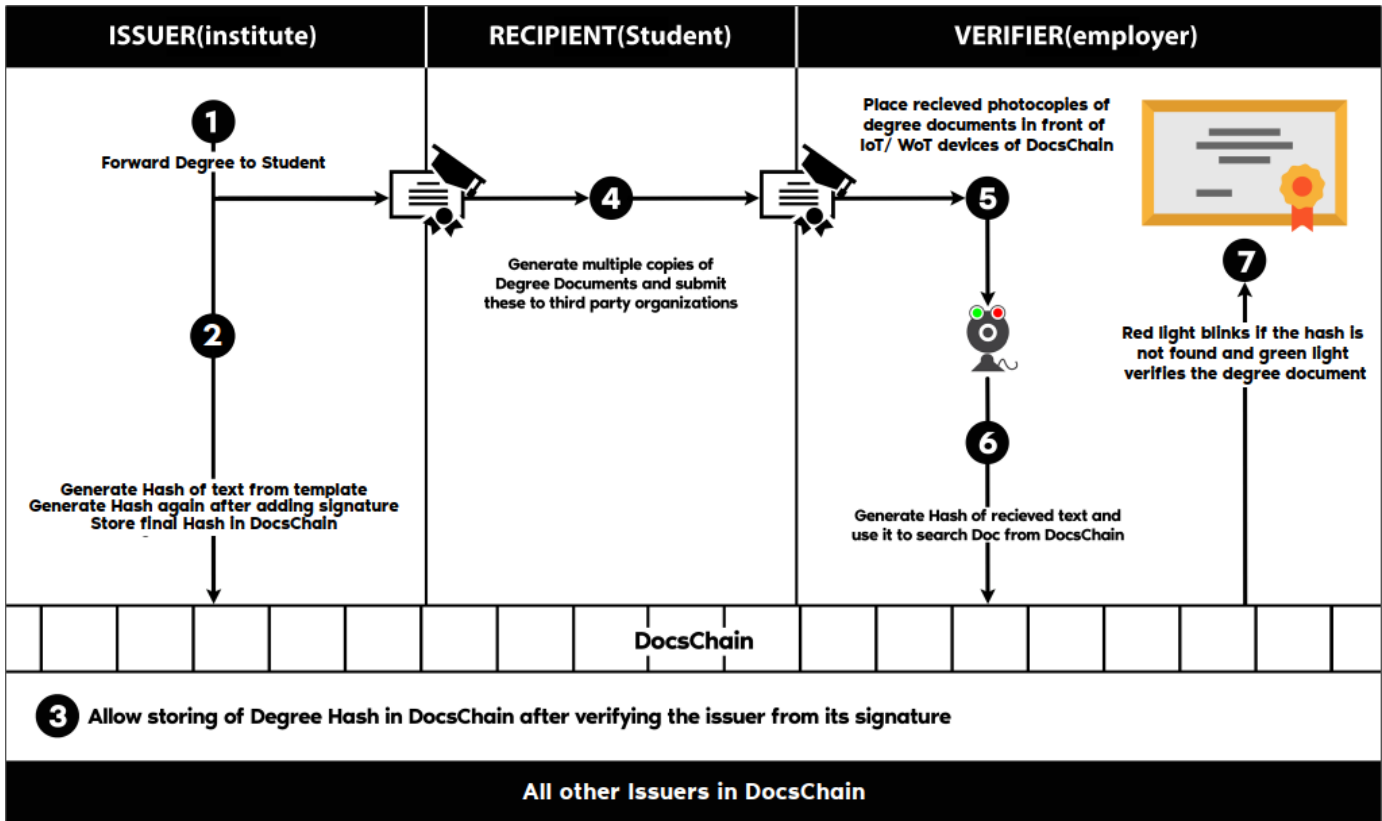 ISSUER(institute)
RECIPIENT(Student)
VERIFIER(employer)
1
Forward Degree to Student
2
Generate Hash of text from template
Generate Hash again after adding signature
Store final Hash in DocsChain
4
Generate multiple copies of
Degree Documents and submit
these to third party organizations
Place recieved photocopies of
degree documents in front of
IoT/ WoT devices of DocsChain
5
6
Generate Hash of recieved text and
use it to search Doc from DocsChain
7
Red light blinks if the hash is
not found and green light
verifies the degree document
DocsChain
3 Allow storing of Degree Hash in DocsChain after verifying the issuer from its signature
All other Issuers in DocsChain